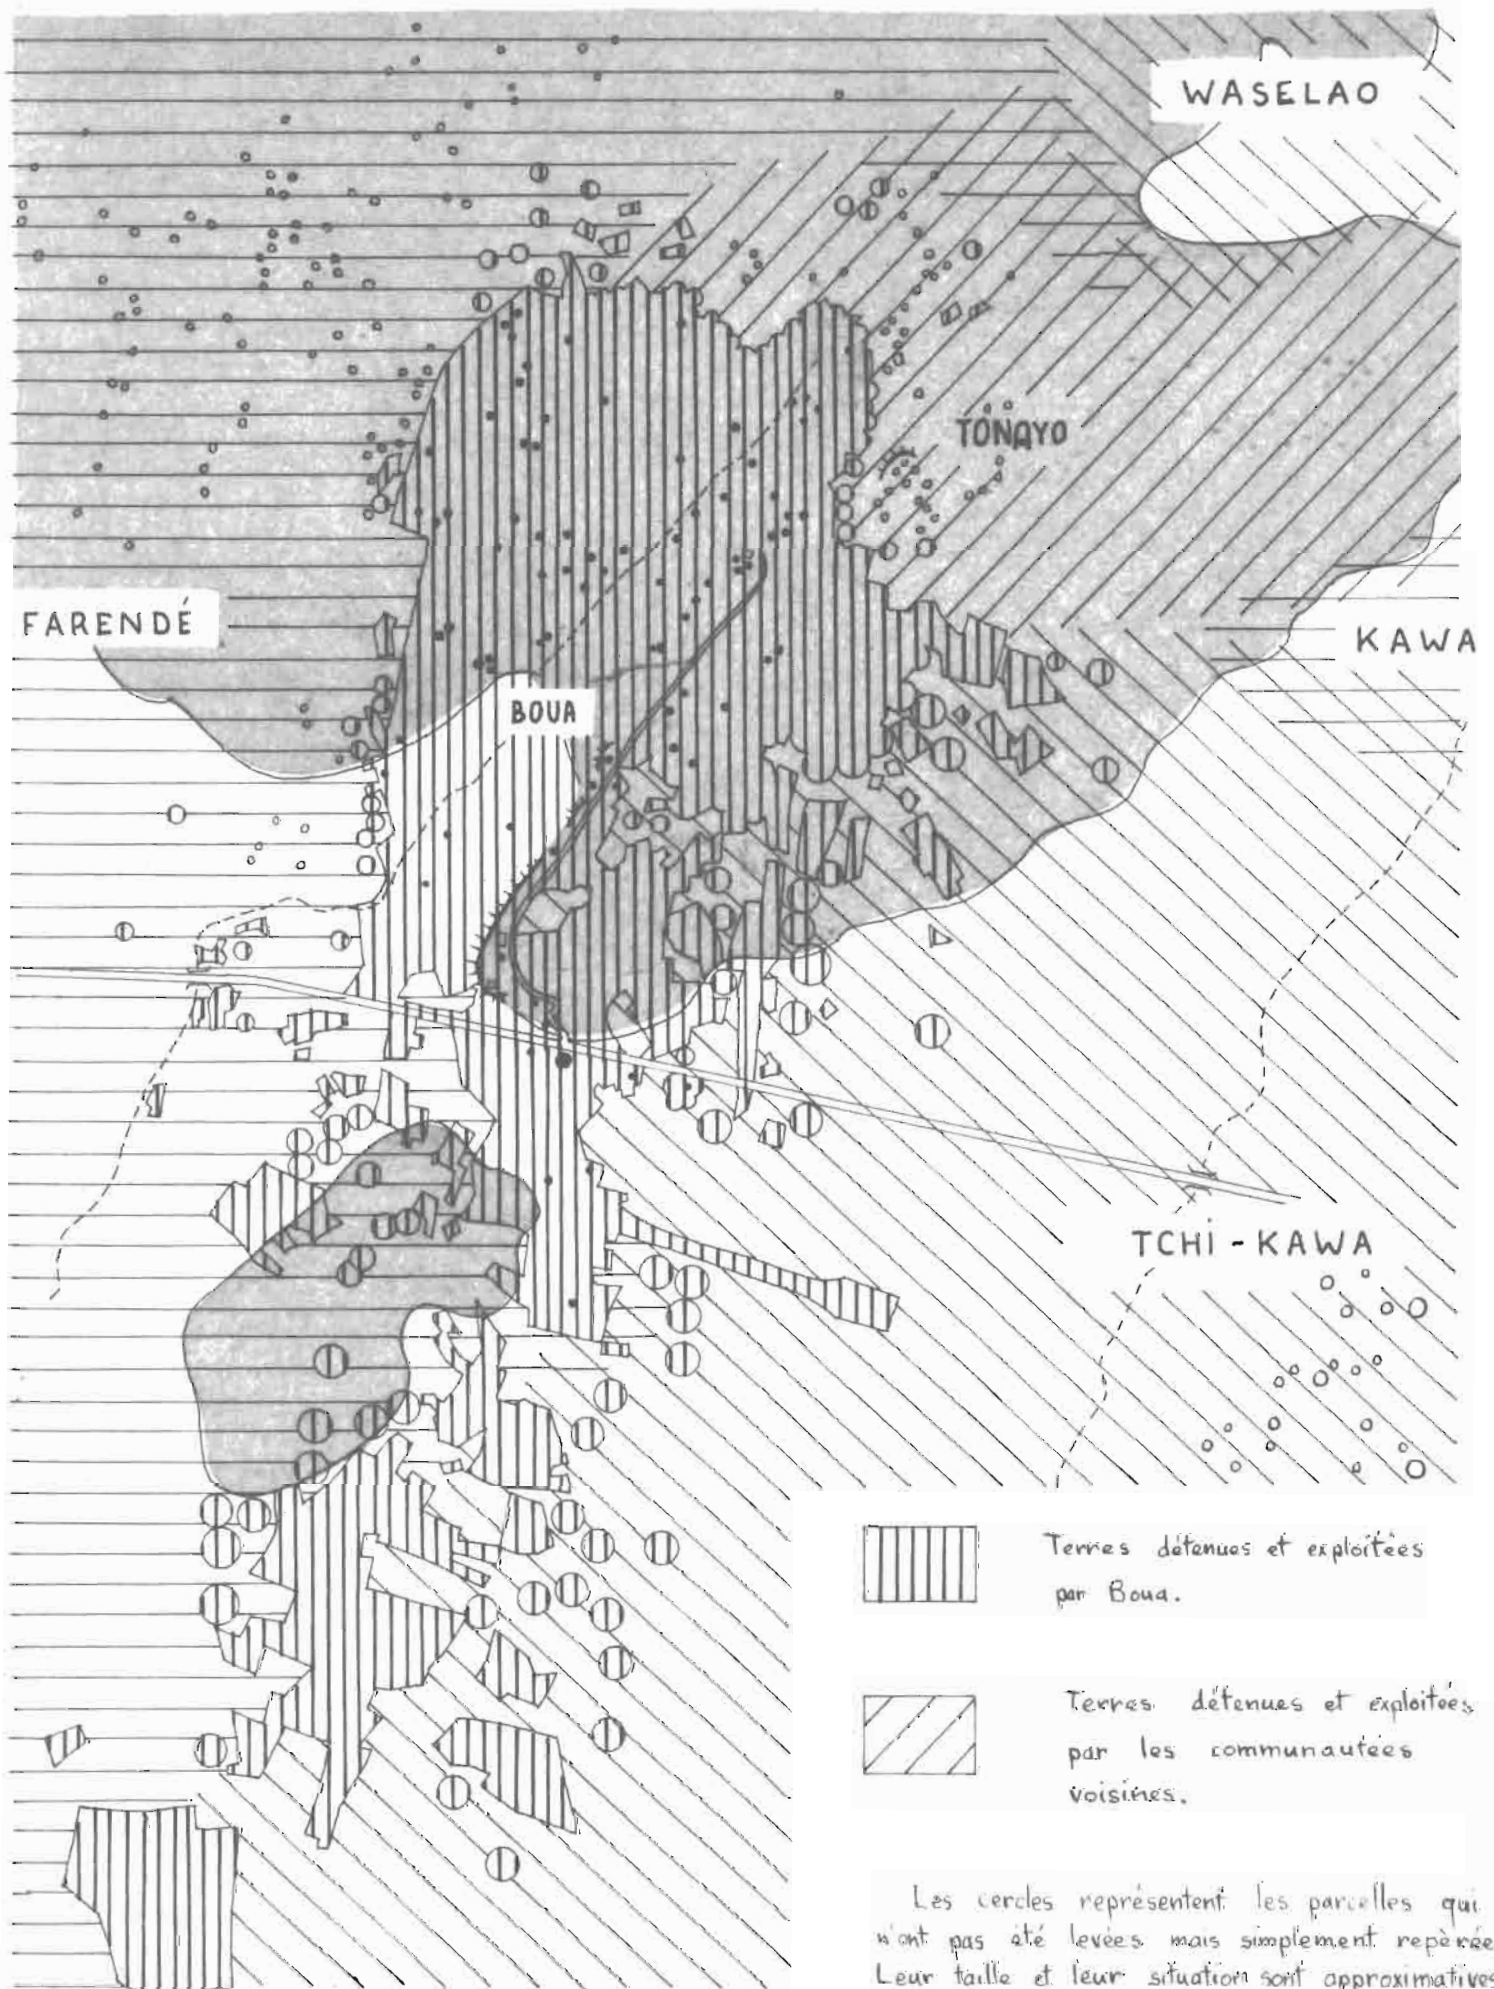 WASELAO
TONAYO
FARENDÉ
KAWA
BOUA
TCHI-KAWA
Terres détenues et exploitées
par Boua.
Terres détenues et exploitées
par les communautées
voisines.
Les cercles représentent les parcelles qui
n'ont pas été levées mais simplement repérée
Leur taille et leur situation sont approximatives